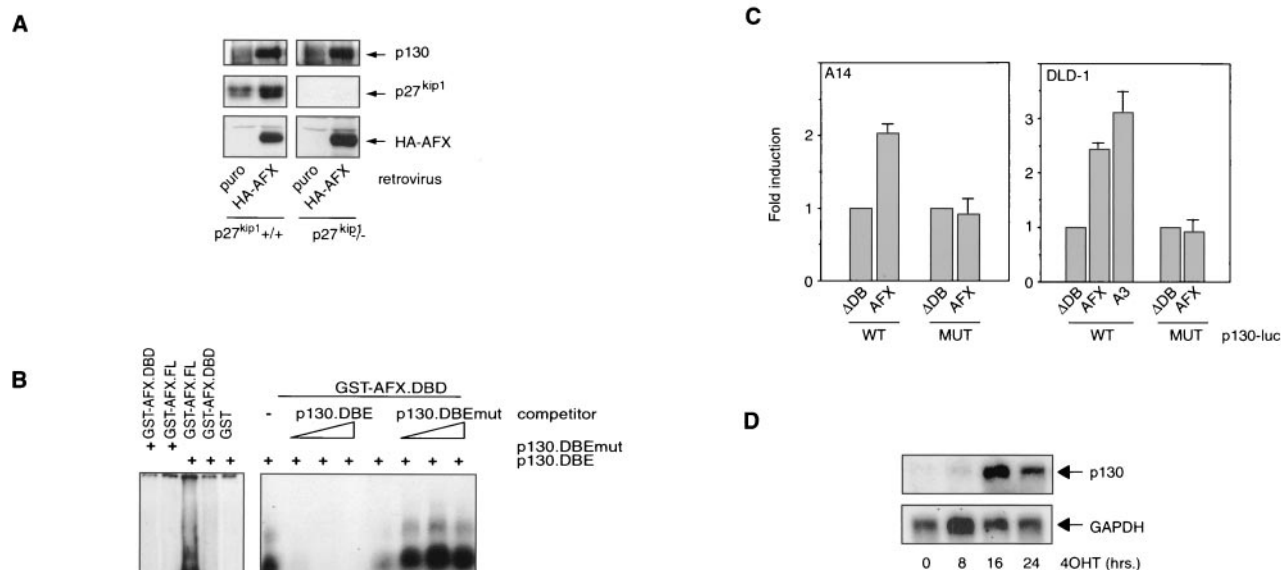 A
p130
p27kip1
HA-AFX
puro HA-AFX puro HA-AFX retrovirus
p27kip1+/+ p27kip1-/-
B
+ GST-AFX.DBD
+ GST-AFX.FL
GST-AFX.FL
GST-AFX.DBD
GST
GST-AFX.DBD
- p130.DBE p130.DBEmut competitor
p130.DBEmut
+ + + + + + + + + + + p130.DBE
C
A14
Fold induction
2
1
0
ΔDB AFX ΔDB AFX
WT MUT
DLD-1
3
2
1
0
ΔDB AFX A3 ΔDB AFX
WT MUT p130-luc
D
p130
GAPDH
0 8 16 24 4OHT (hrs.)